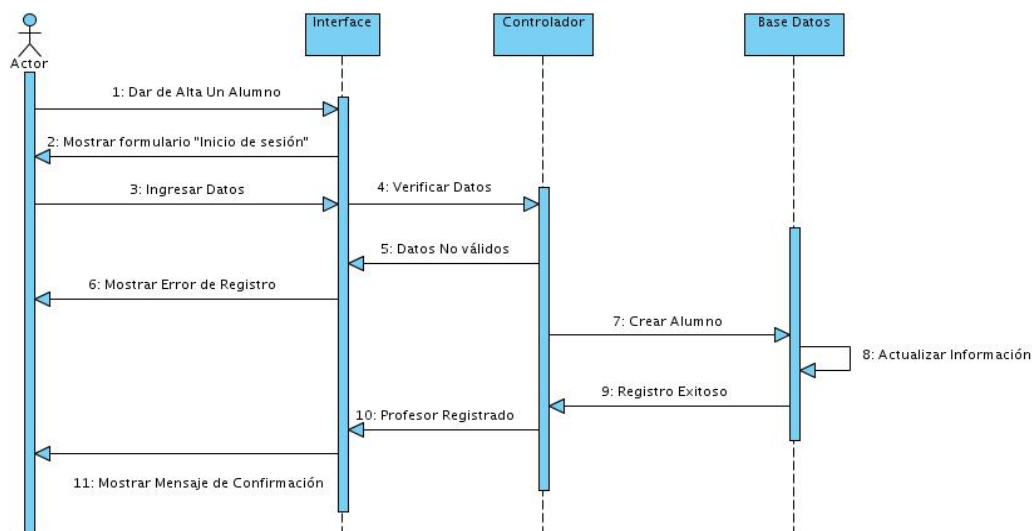 Interface
Controlador
Base Datos
Actor
1: Dar de Alta Un Alumno
2: Mostrar formulario "Inicio de sesión"
3: Ingresar Datos
4: Verificar Datos
5: Datos No válidos
6: Mostrar Error de Registro
7: Crear Alumno
8: Actualizar Información
9: Registro Exitoso
10: Profesor Registrado
11: Mostrar Mensaje de Confirmación